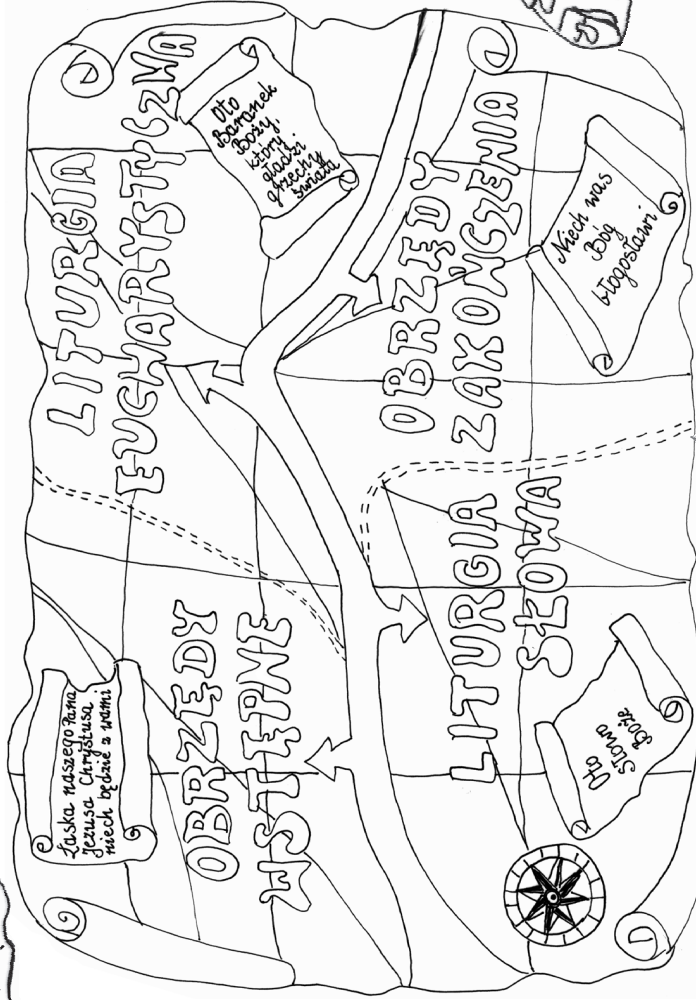 Łaska naszego Pana
Jezusa Chrystusa
niech będzie z wami
OBRZĘDY
WSTĘPNE
LITURGIA
SŁOWA
Oto
Słowo
Boże
LITURGIA
EUCHARYSTYCZNA
Oto
Baranek
Boży,
który
gładzi
grzechy
świata
OBRZĘDY
ZAKOŃCZENIA
Niech was
Bóg
błogosławi